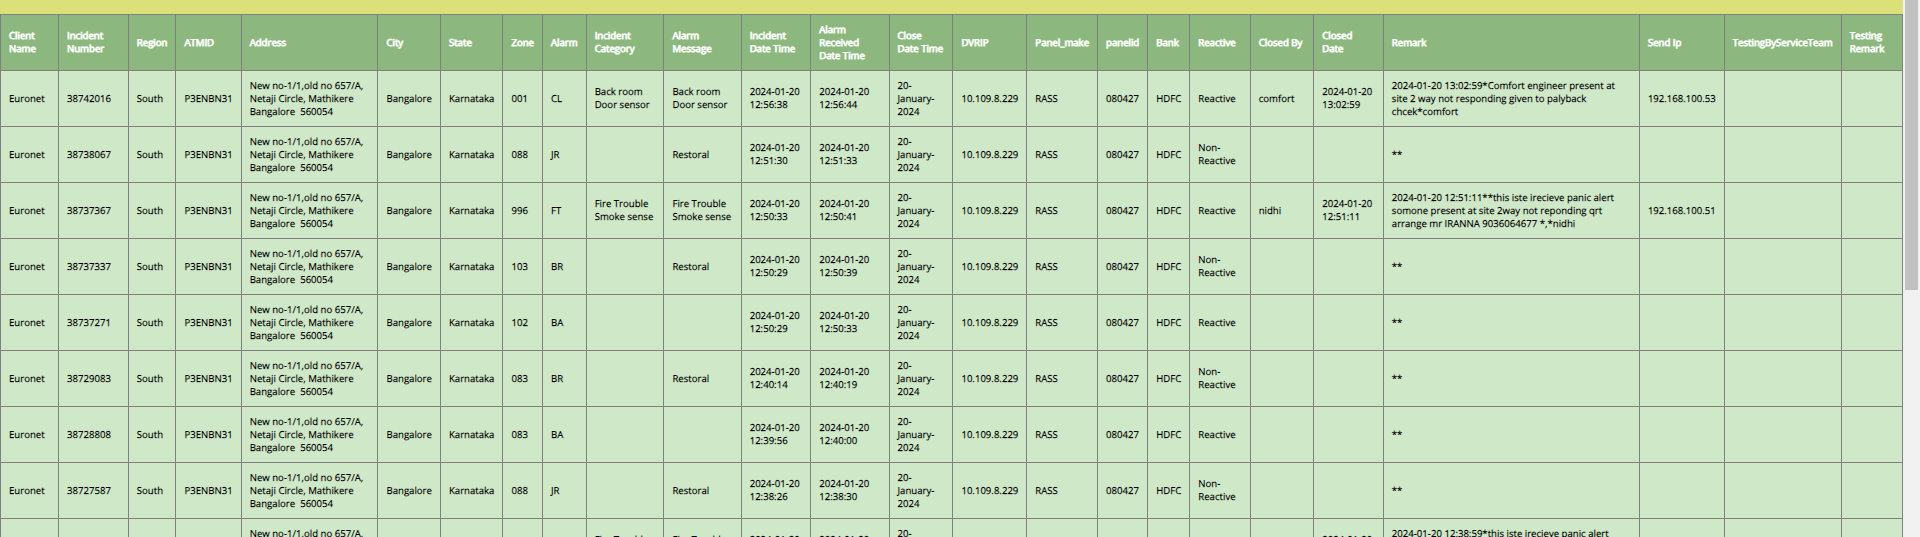 Client Name | Incident Number | Region | ATMID | Address | City | State | Zone | Alarm | Incident Category | Alarm Message | Incident Date Time | Alarm Received Date Time | Close Date Time | DVRIP | Panel_make | panelid | Bank | Reactive | Closed By | Closed Date | Remark | Send Ip | TestingByServiceTeam | Testing Remark
Euronet | 38742016 | South | P3ENBN31 | New no-1/1,old no 657/A, Netaji Circle, Mathikere Bangalore 560054 | Bangalore | Karnataka | 001 | CL | Back room Door sensor | Back room Door sensor | 2024-01-20 12:56:38 | 2024-01-20 12:56:44 | 20-January-2024 | 10.109.8.229 | RASS | 080427 | HDFC | Reactive | comfort | 2024-01-20 13:02:59 | 2024-01-20 13:02:59*Comfort engineer present at site 2 way not responding given to palyback chcek*comfort | 192.168.100.53
Euronet | 38738067 | South | P3ENBN31 | New no-1/1,old no 657/A, Netaji Circle, Mathikere Bangalore 560054 | Bangalore | Karnataka | 088 | JR | | Restoral | 2024-01-20 12:51:30 | 2024-01-20 12:51:33 | 20-January-2024 | 10.109.8.229 | RASS | 080427 | HDFC | Non-Reactive | | | **
Euronet | 38737367 | South | P3ENBN31 | New no-1/1,old no 657/A, Netaji Circle, Mathikere Bangalore 560054 | Bangalore | Karnataka | 996 | FT | Fire Trouble Smoke sense | Fire Trouble Smoke sense | 2024-01-20 12:50:33 | 2024-01-20 12:50:41 | 20-January-2024 | 10.109.8.229 | RASS | 080427 | HDFC | Reactive | nidhi | 2024-01-20 12:51:11 | 2024-01-20 12:51:11**this iste irecieve panic alert somone present at site 2way not reponding qrt arrange mr IRANNA 9036064677 *,*nidhi | 192.168.100.51
Euronet | 38737337 | South | P3ENBN31 | New no-1/1,old no 657/A, Netaji Circle, Mathikere Bangalore 560054 | Bangalore | Karnataka | 103 | BR | | Restoral | 2024-01-20 12:50:29 | 2024-01-20 12:50:39 | 20-January-2024 | 10.109.8.229 | RASS | 080427 | HDFC | Non-Reactive | | | **
Euronet | 38737271 | South | P3ENBN31 | New no-1/1,old no 657/A, Netaji Circle, Mathikere Bangalore 560054 | Bangalore | Karnataka | 102 | BA | | | 2024-01-20 12:50:29 | 2024-01-20 12:50:33 | 20-January-2024 | 10.109.8.229 | RASS | 080427 | HDFC | Reactive | | | **
Euronet | 38729083 | South | P3ENBN31 | New no-1/1,old no 657/A, Netaji Circle, Mathikere Bangalore 560054 | Bangalore | Karnataka | 083 | BR | | Restoral | 2024-01-20 12:40:14 | 2024-01-20 12:40:19 | 20-January-2024 | 10.109.8.229 | RASS | 080427 | HDFC | Non-Reactive | | | **
Euronet | 38728808 | South | P3ENBN31 | New no-1/1,old no 657/A, Netaji Circle, Mathikere Bangalore 560054 | Bangalore | Karnataka | 083 | BA | | | 2024-01-20 12:39:56 | 2024-01-20 12:40:00 | 20-January-2024 | 10.109.8.229 | RASS | 080427 | HDFC | Reactive | | | **
Euronet | 38727587 | South | P3ENBN31 | New no-1/1,old no 657/A, Netaji Circle, Mathikere Bangalore 560054 | Bangalore | Karnataka | 088 | JR | | Restoral | 2024-01-20 12:38:26 | 2024-01-20 12:38:30 | 20-January-2024 | 10.109.8.229 | RASS | 080427 | HDFC | Non-Reactive | | | **
New no-1/1,old no 657/A, | 20- | 2024-01-20 12:38:59*this iste irecieve panic alert